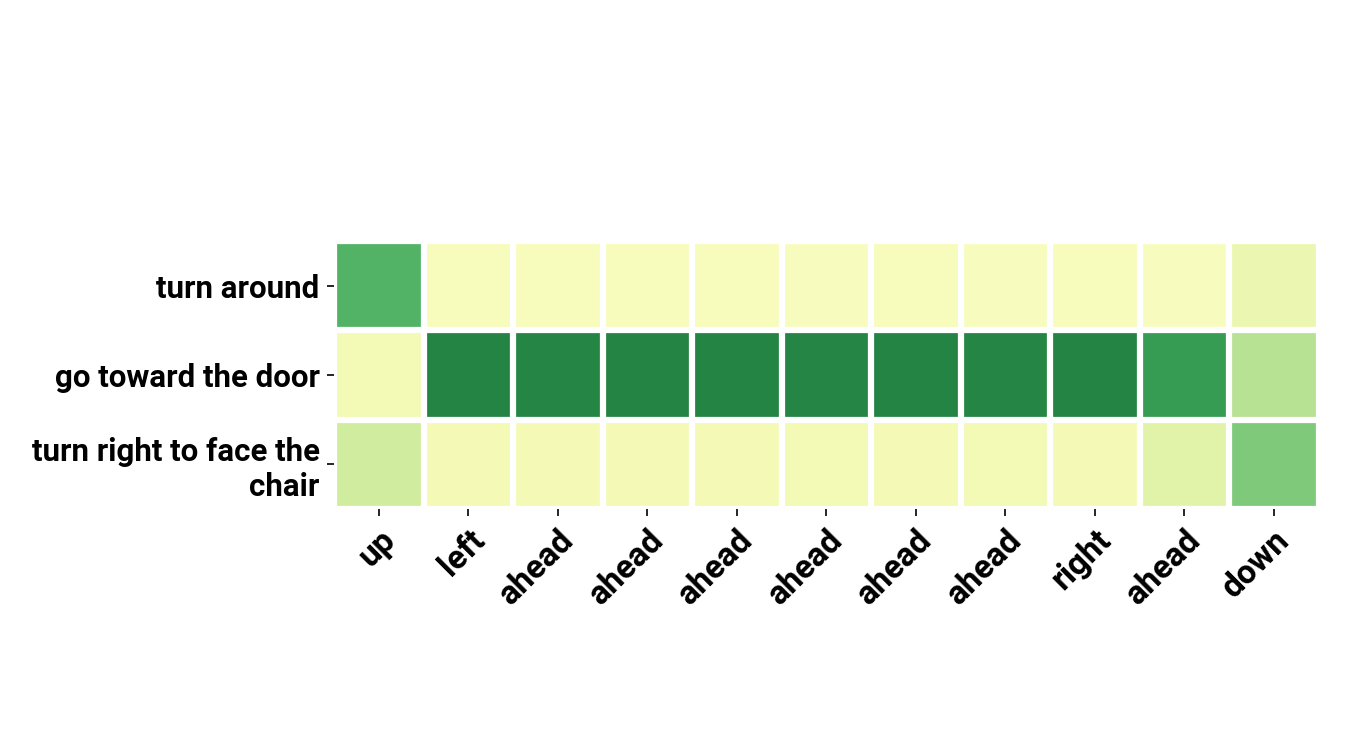 turn around
go toward the door
turn right to face the
chair
up
left
ahead
ahead
ahead
ahead
ahead
ahead
right
ahead
down